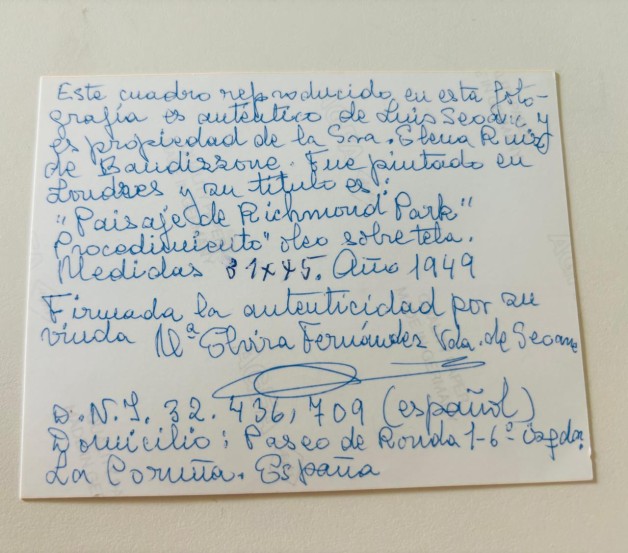 Este cuadro reproducido en esta foto-
grafía es auténtico de Luis Seoane y
es propiedad de la Sra. Elena Ruiz
de Baudizzone. Fue pintado en
Londres y su título es:
"Paisaje de Richmond Park"
Procedimiento" oleo sobre tela.
Medidas 31x45. Año 1949
Firmada la autenticidad por su
viuda Mª Elvira Fernández Vda. de Seoane
D.N.I. 32.436,709 (español)
Domicilio: Paseo de Ronda 1-6º izqda.
La Coruña. España